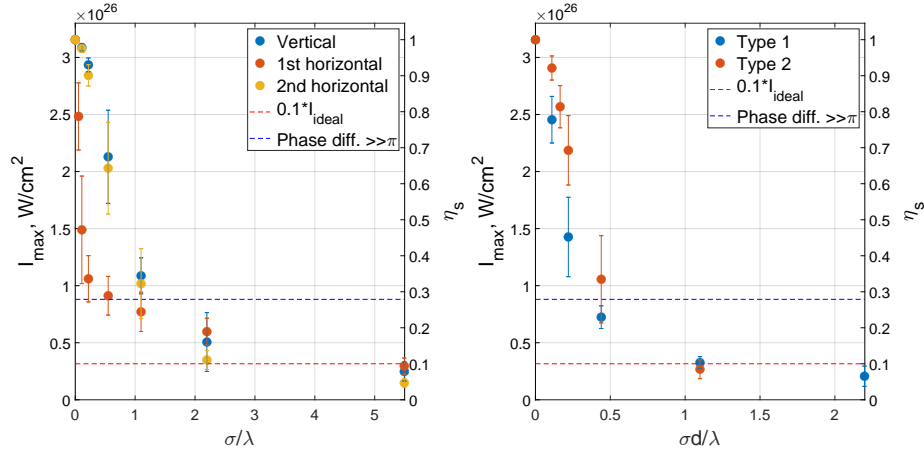 ×10^26
3
2.5
2
1.5
1
0.5
0
I_max, W/cm^2
0 1 2 3 4 5
σ/λ
1
0.9
0.8
0.7
0.6
0.5
0.4
0.3
0.2
0.1
0
η_s
Vertical
1st horizontal
2nd horizontal
0.1*I_ideal
Phase diff. >>π
×10^26
3
2.5
2
1.5
1
0.5
0
I_max, W/cm^2
0 0.5 1 1.5 2
σd/λ
1
0.9
0.8
0.7
0.6
0.5
0.4
0.3
0.2
0.1
0
η_s
Type 1
Type 2
0.1*I_ideal
Phase diff. >>π